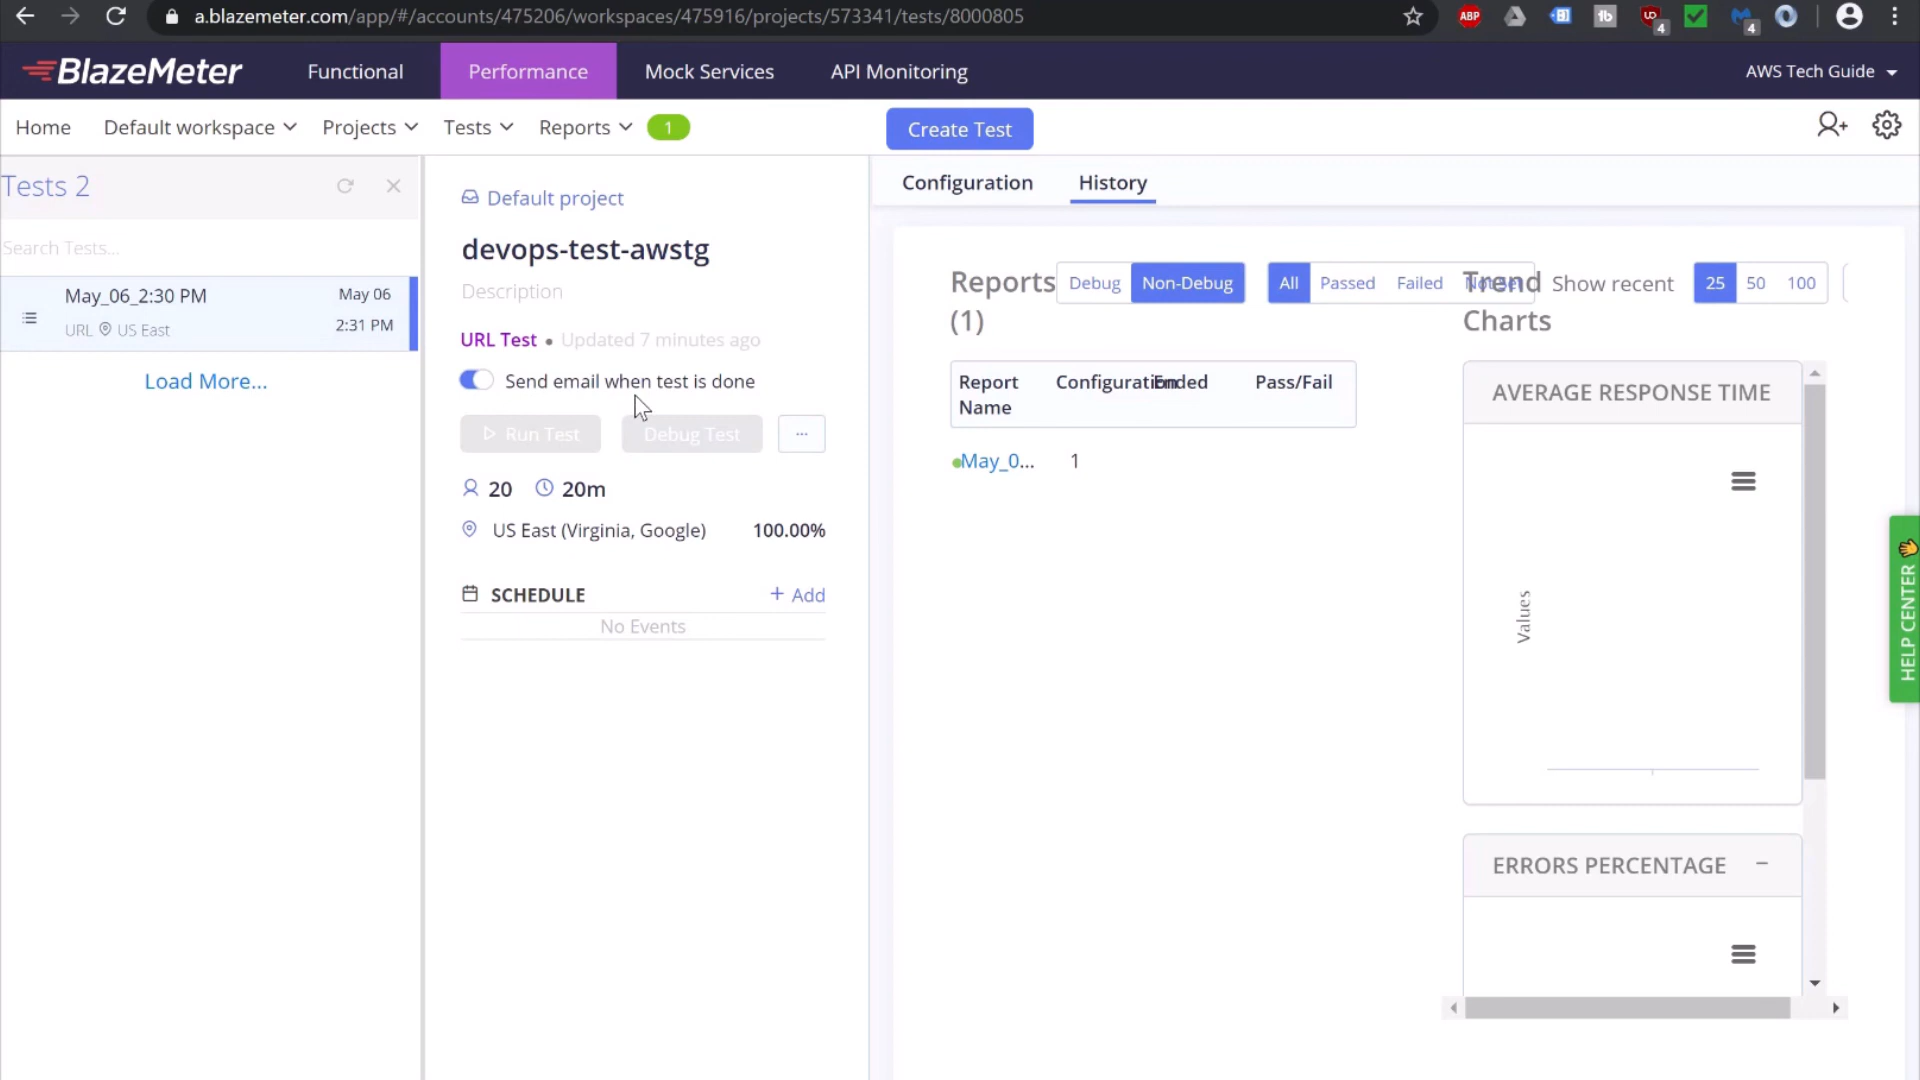 a.blazemeter.com/app/#/accounts/475206/workspaces/475916/projects/573341/tests/8000805
ABP
tb
4
4
BlazeMeter
Functional
Performance
Mock Services
API Monitoring
AWS Tech Guide
Home
Default workspace
Projects
Tests
Reports
1
Create Test
Tests 2
Search Tests...
May_06_2:30 PM
May 06
URL US East
2:31 PM
Load More...
Default project
devops-test-awstg
Description
URL Test • Updated 7 minutes ago
Send email when test is done
Run Test
Debug Test
...
20
20m
US East (Virginia, Google)
100.00%
SCHEDULE
+ Add
No Events
Configuration
History
Reports
(1)
Debug
Non-Debug
All
Passed
Failed
Not Set
Trend
Charts
Show recent
25
50
100
Report
Name
Configuration
Ended
Pass/Fail
May_0...
1
AVERAGE RESPONSE TIME
Values
ERRORS PERCENTAGE
HELP CENTER